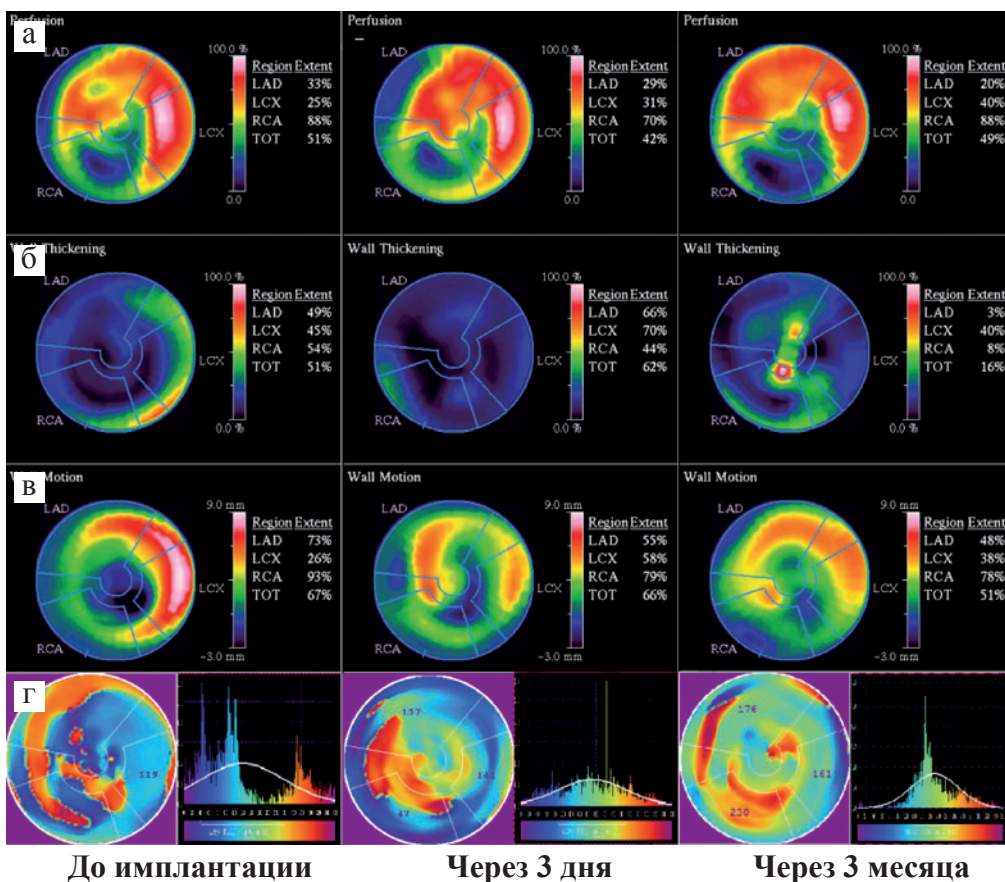 а
Perfusion
LAD
100.0 %
Region Extent
LAD 33%
LCX 25%
RCA 88%
TOT 51%
LCX
RCA
0.0
Perfusion
LAD
100.0 %
Region Extent
LAD 29%
LCX 31%
RCA 70%
TOT 42%
LCX
RCA
0.0
Perfusion
LAD
100.0 %
Region Extent
LAD 20%
LCX 40%
RCA 88%
TOT 49%
LCX
RCA
0.0
б
Wall Thickening
LAD
100.0 %
Region Extent
LAD 49%
LCX 45%
RCA 54%
TOT 51%
LCX
RCA
0.0 %
Wall Thickening
LAD
100.0 %
Region Extent
LAD 66%
LCX 70%
RCA 44%
TOT 62%
LCX
RCA
0.0 %
Wall Thickening
LAD
100.0 %
Region Extent
LAD 3%
LCX 40%
RCA 8%
TOT 16%
LCX
RCA
0.0 %
в
Wall Motion
LAD
9.0 mm
Region Extent
LAD 73%
LCX 26%
RCA 93%
TOT 67%
LCX
RCA
−3.0 mm
Wall Motion
LAD
9.0 mm
Region Extent
LAD 55%
LCX 58%
RCA 79%
TOT 66%
LCX
RCA
−3.0 mm
Wall Motion
LAD
9.0 mm
Region Extent
LAD 48%
LCX 38%
RCA 78%
TOT 51%
LCX
RCA
−3.0 mm
г
119
157
176
161
230
До имплантации
Через 3 дня
Через 3 месяца